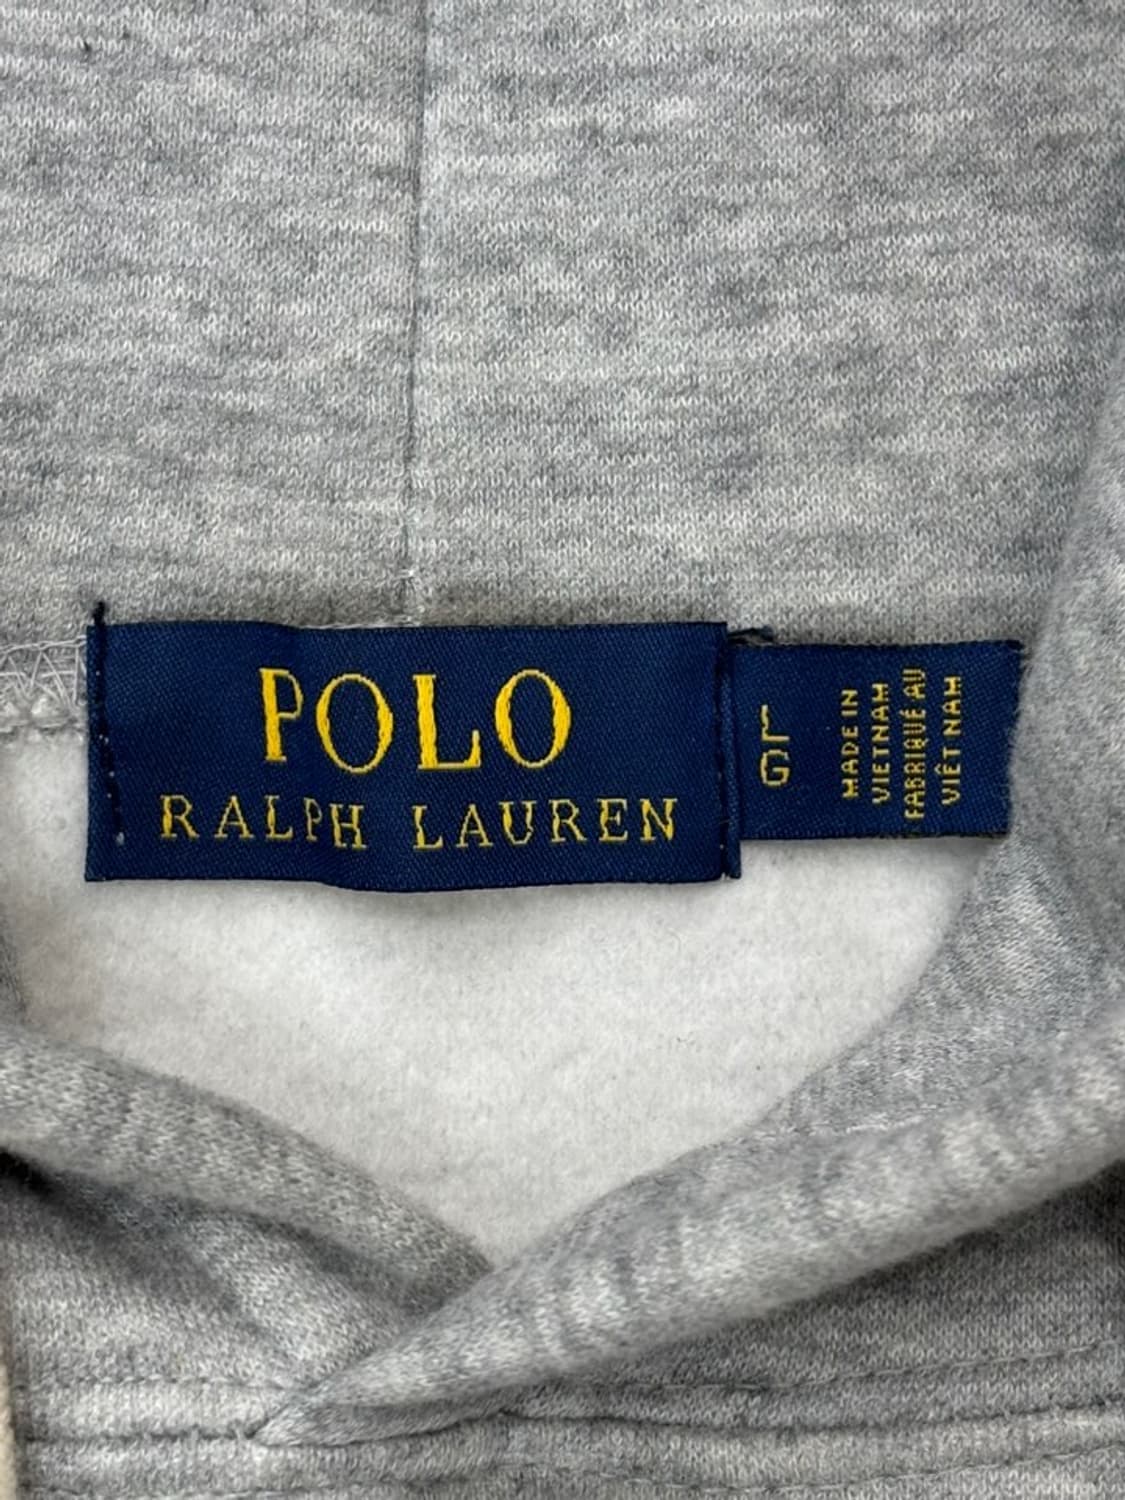 POLO
RALPH LAUREN
L
G
MADE IN
VIETNAM
FABRIQUÉ AU
VIÊT NAM